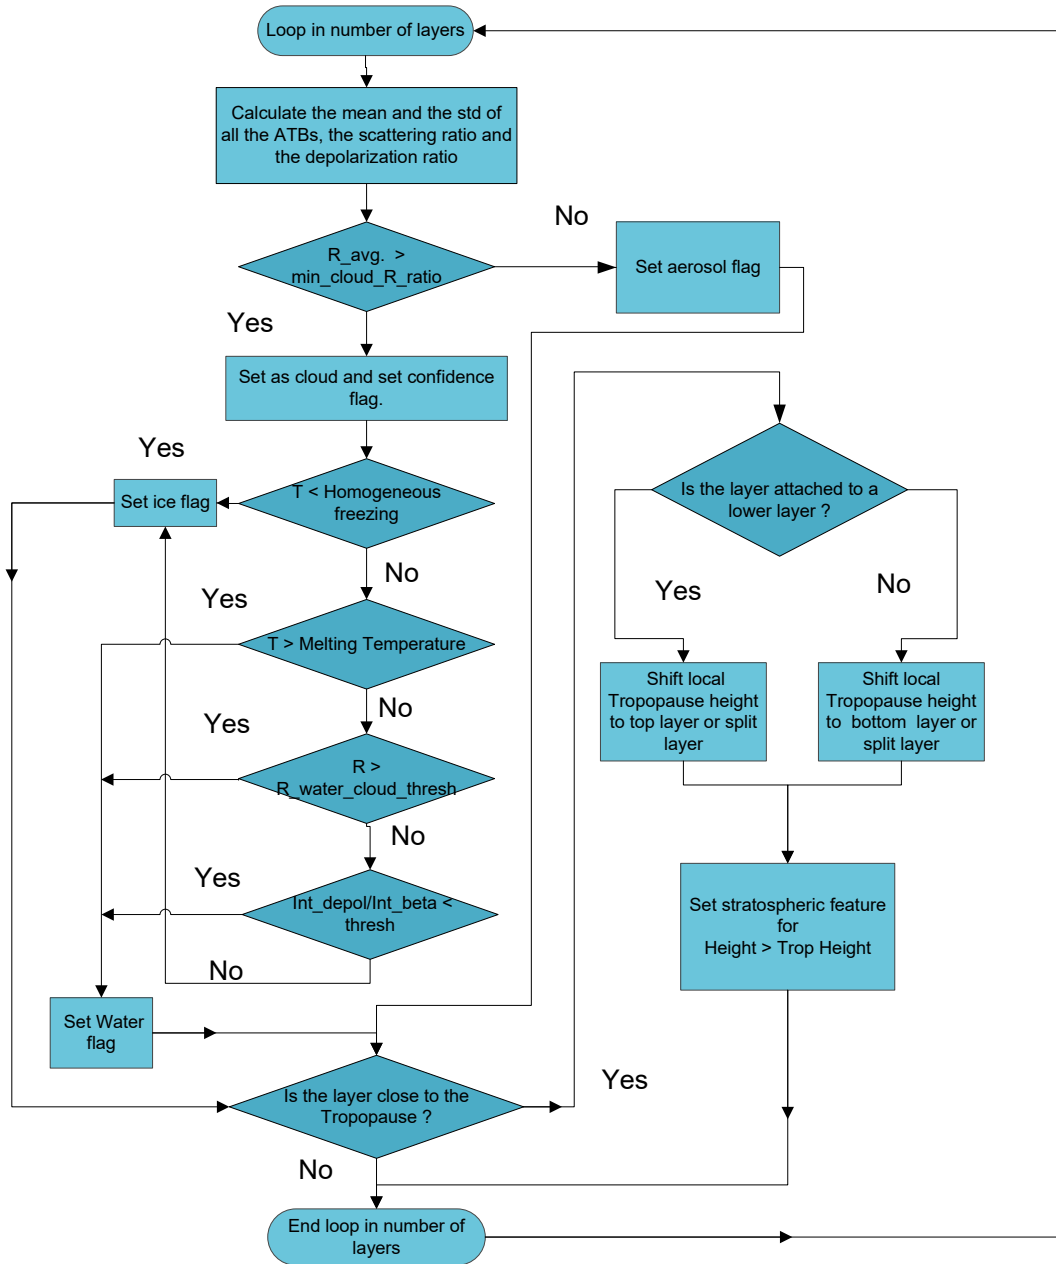 Loop in number of layers
Calculate the mean and the std of
all the ATBs, the scattering ratio and
the depolarization ratio
No
R_avg. >
min_cloud_R_ratio
Set aerosol flag
Yes
Set as cloud and set confidence
flag.
Yes
T < Homogeneous
freezing
Set ice flag
Is the layer attached to a
lower layer ?
No
Yes
Yes
No
T > Melting Temperature
Shift local
Tropopause height
to top layer or split
layer
Shift local
Tropopause height
to bottom layer or
split layer
No
Yes
R >
R_water_cloud_thresh
No
Yes
Int_depol/Int_beta <
thresh
Set stratospheric feature
for
Height > Trop Height
No
Set Water
flag
Yes
Is the layer close to the
Tropopause ?
No
End loop in number of
layers